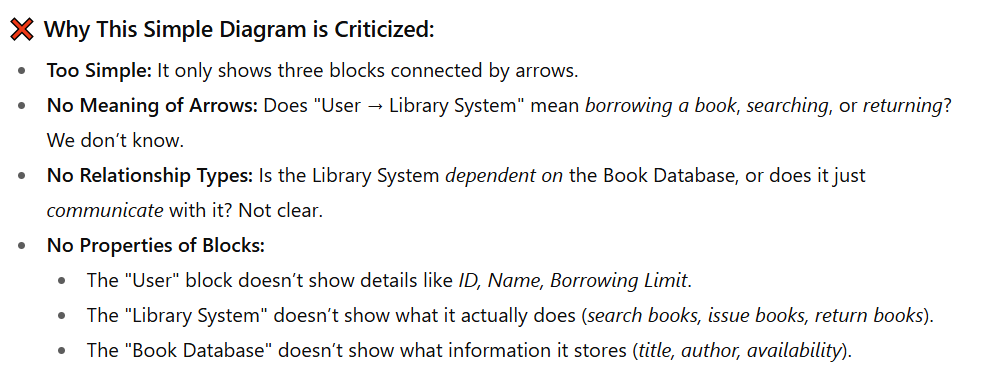 ❌ Why This Simple Diagram is Criticized:
• Too Simple: It only shows three blocks connected by arrows.
• No Meaning of Arrows: Does "User → Library System" mean borrowing a book, searching, or returning?
We don’t know.
• No Relationship Types: Is the Library System dependent on the Book Database, or does it just
communicate with it? Not clear.
• No Properties of Blocks:
• The "User" block doesn’t show details like ID, Name, Borrowing Limit.
• The "Library System" doesn’t show what it actually does (search books, issue books, return books).
• The "Book Database" doesn’t show what information it stores (title, author, availability).